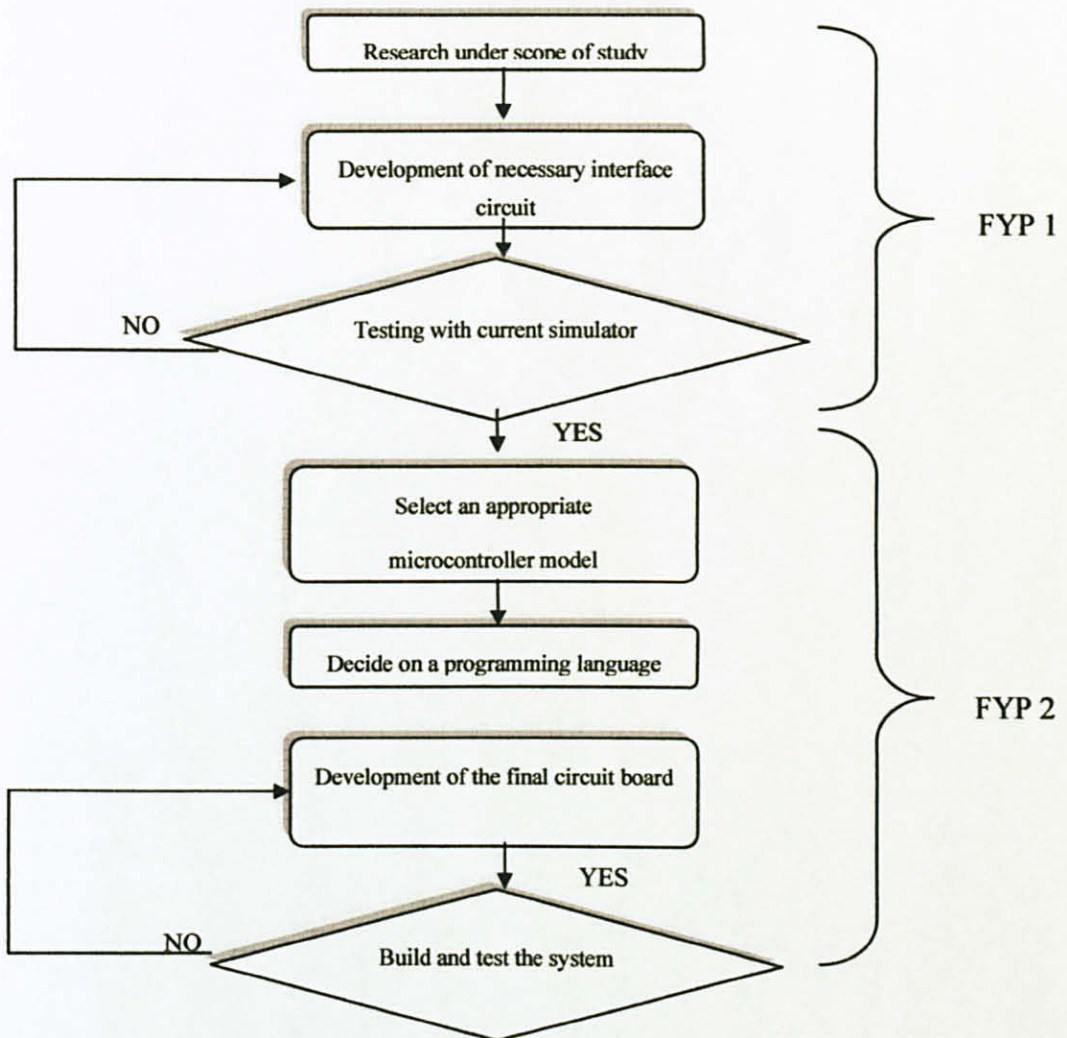 Research under scope of study
Development of necessary interface
circuit
FYP 1
Testing with current simulator
NO
YES
Select an appropriate
microcontroller model
Decide on a programming language
FYP 2
Development of the final circuit board
YES
NO
Build and test the system